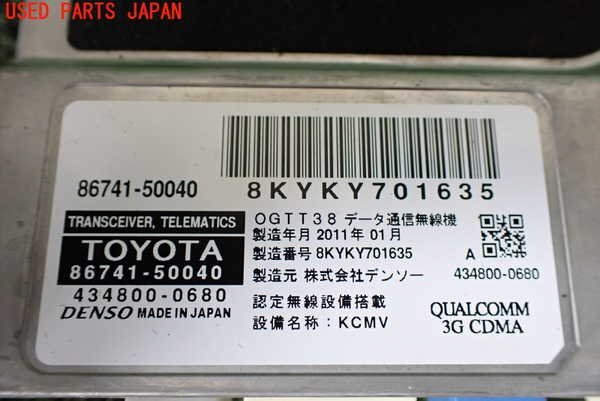 USED PARTS JAPAN
86741-50040
8KYKY701635
TRANSCEIVER, TELEMATICS
TOYOTA
86741-50040
434800-0680
DENSO MADE IN JAPAN
OGTT38 データ通信無線機
製造年月 2011年 01月
製造番号 8KYKY701635
製造元 株式会社デンソー
認定無線設備搭載
設備名称:KCMV
A
434800-0680
QUALCOMM
3G CDMA